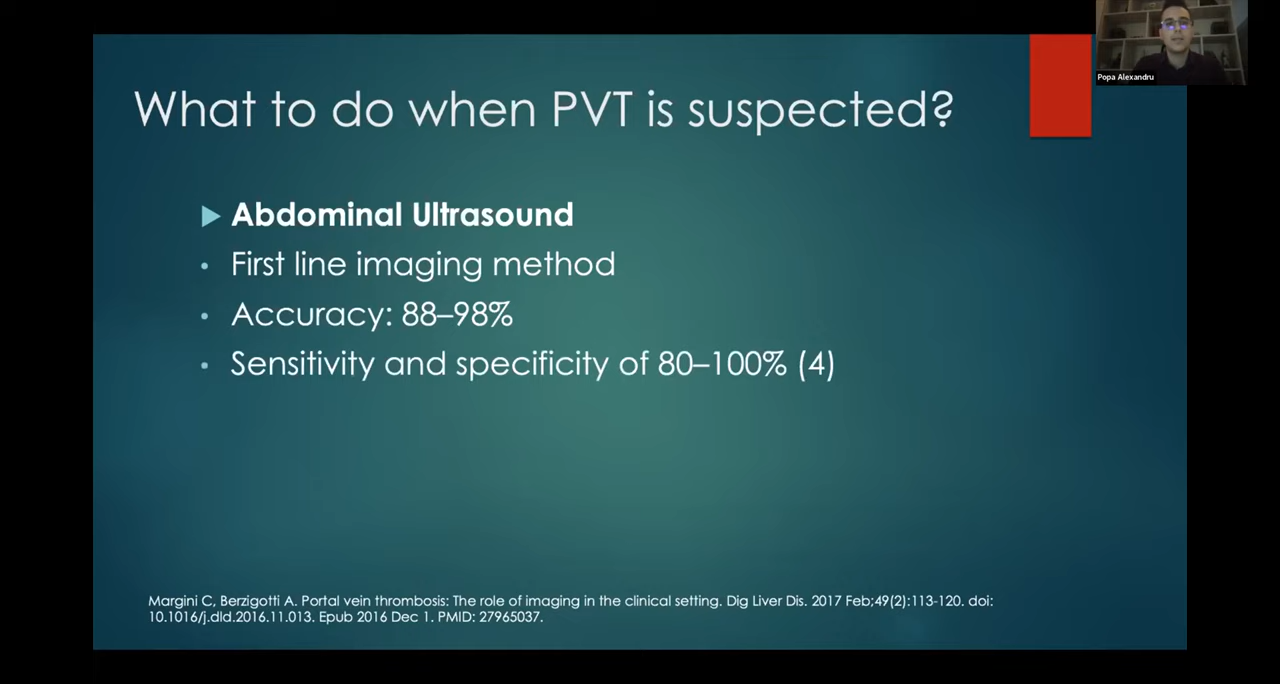 Popa Alexandru
What to do when PVT is suspected?
Abdominal Ultrasound
First line imaging method
Accuracy: 88–98%
Sensitivity and specificity of 80–100% (4)
Margini C, Berzigotti A. Portal vein thrombosis: The role of imaging in the clinical setting. Dig Liver Dis. 2017 Feb;49(2):113-120. doi:
10.1016/j.dld.2016.11.013. Epub 2016 Dec 1. PMID: 27965037.